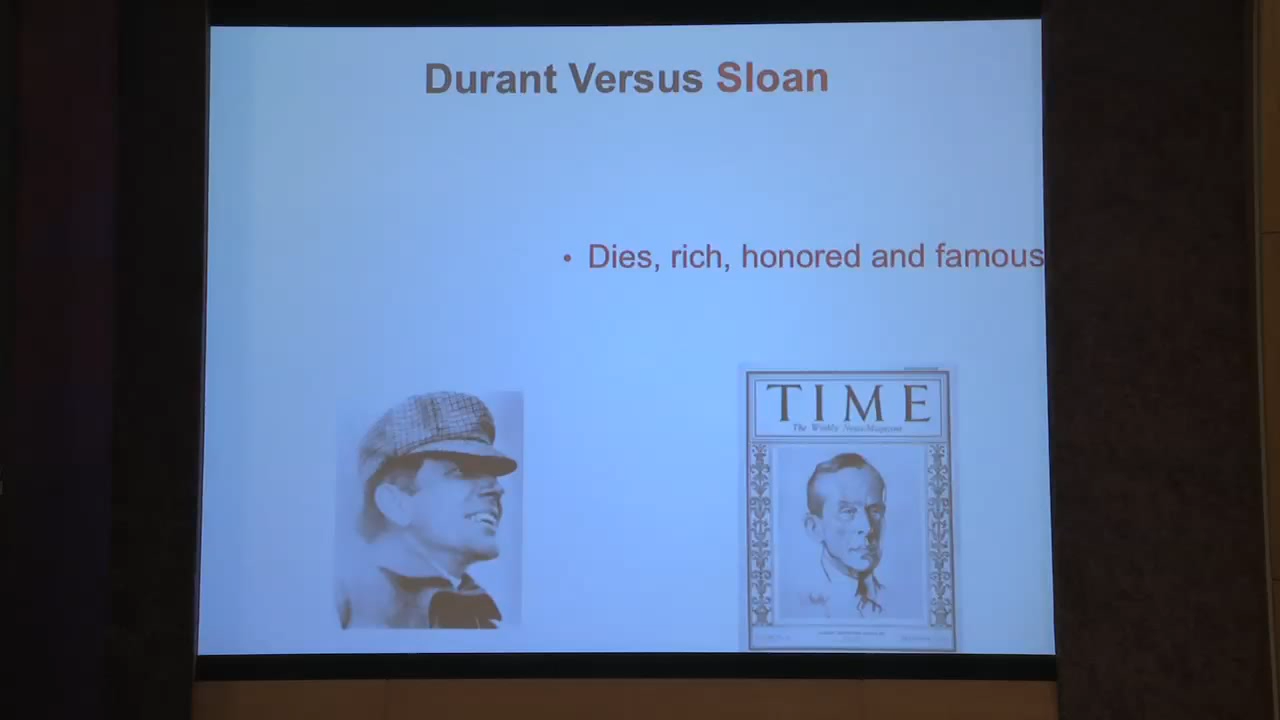 Durant Versus Sloan
• Dies, rich, honored and famous
TIME
The Weekly News-Magazine